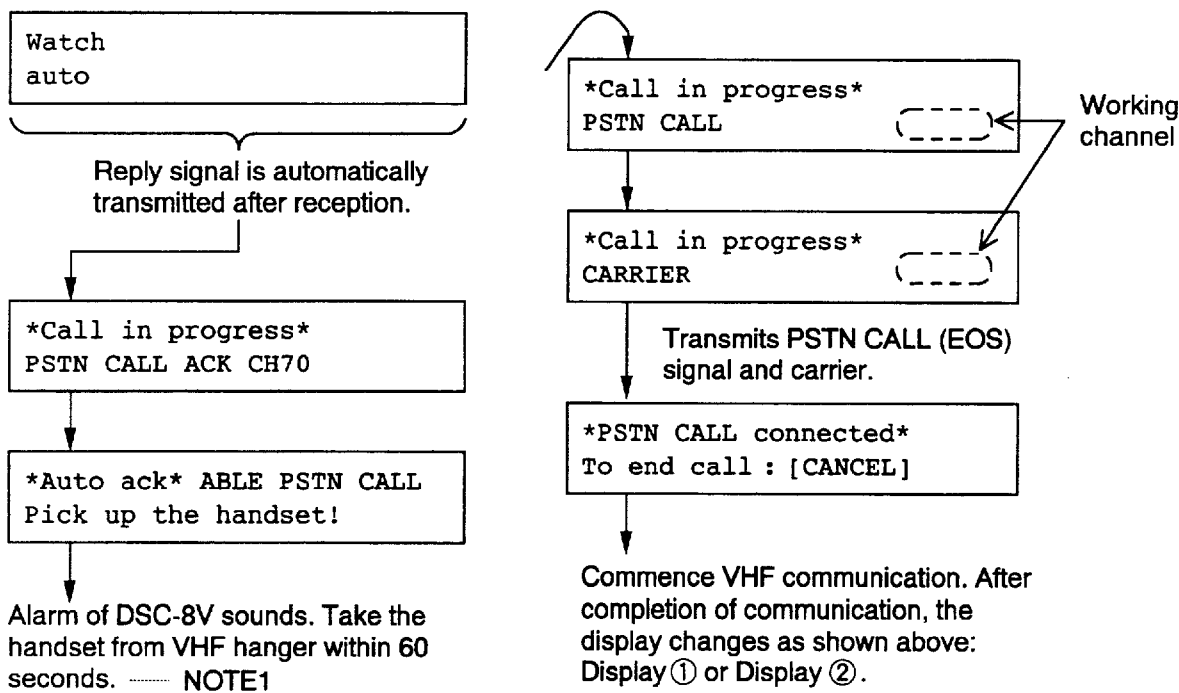 Watch
auto
Reply signal is automatically
transmitted after reception.
*Call in progress*
PSTN CALL ACK CH70
*Auto ack* ABLE PSTN CALL
Pick up the handset!
Alarm of DSC-8V sounds. Take the
handset from VHF hanger within 60
seconds. ------ NOTE1
*Call in progress*
PSTN CALL
Working
channel
*Call in progress*
CARRIER
Transmits PSTN CALL (EOS)
signal and carrier.
*PSTN CALL connected*
To end call : [CANCEL]
Commence VHF communication. After
completion of communication, the
display changes as shown above:
Display ① or Display ②.